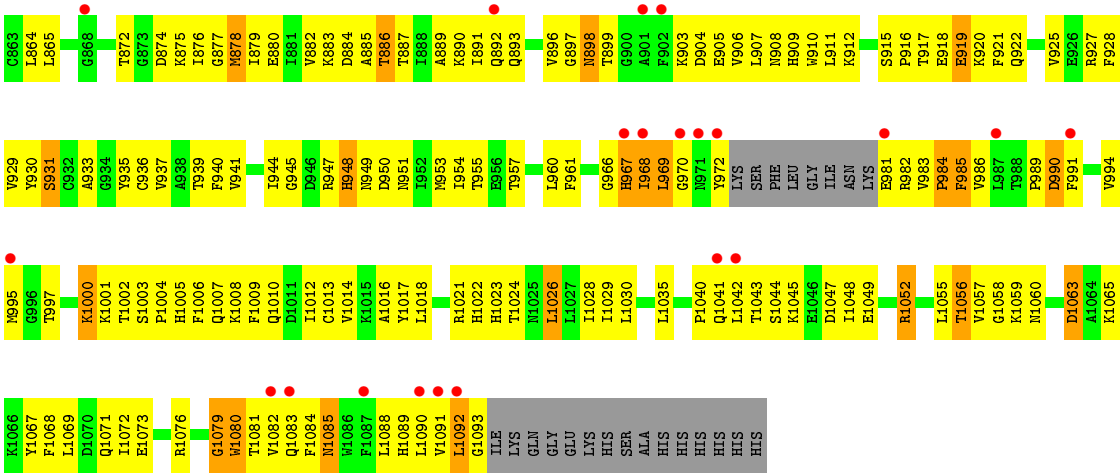 C863 L864 L865 G868 T872 G873 D874 K875 I876 G877 M878 I879 E880 I881 V882 K883 D884 A885 T886 T887 I888 A889 K890 I891 Q892 Q893 V896 G897 N898 T899 G900 A901 F902 K903 D904 E905 V906 L907 N908 H909 W910 L911 K912 S915 P916 T917 E918 E919 K920 F921 Q922 V925 E926 R927 F928
V929 Y930 S931 C932 A933 G934 Y935 C936 V937 A938 T939 F940 V941 I944 G945 D946 R947 H948 N949 D950 N951 I952 M953 I954 T955 E956 T957 L960 F961 G966 H967 I968 L969 G970 N971 Y972 LYS SER PHE LEU GLY ILE ASN LYS E981 R982 V983 P984 F985 V986 L987 T988 P989 D990 F991 V994
M995 G996 T997 K1000 K1001 T1002 S1003 P1004 H1005 F1006 Q1007 K1008 F1009 Q1010 D1011 I1012 C1013 V1014 K1015 A1016 Y1017 L1018 R1021 H1022 H1023 T1024 N1025 L1026 L1027 I1028 I1029 L1030 L1035 P1040 Q1041 L1042 T1043 S1044 K1045 E1046 D1047 I1048 E1049 R1052 L1055 T1056 V1057 G1058 K1059 N1060 D1063 A1064 K1065
K1066 Y1067 F1068 L1069 D1070 Q1071 I1072 E1073 R1076 G1079 W1080 T1081 V1082 Q1083 F1084 N1085 W1086 F1087 L1088 H1089 L1090 V1091 L1092 G1093 ILE LYS GLN GLY GLU LYS HIS SER ALA HIS HIS HIS HIS HIS HIS